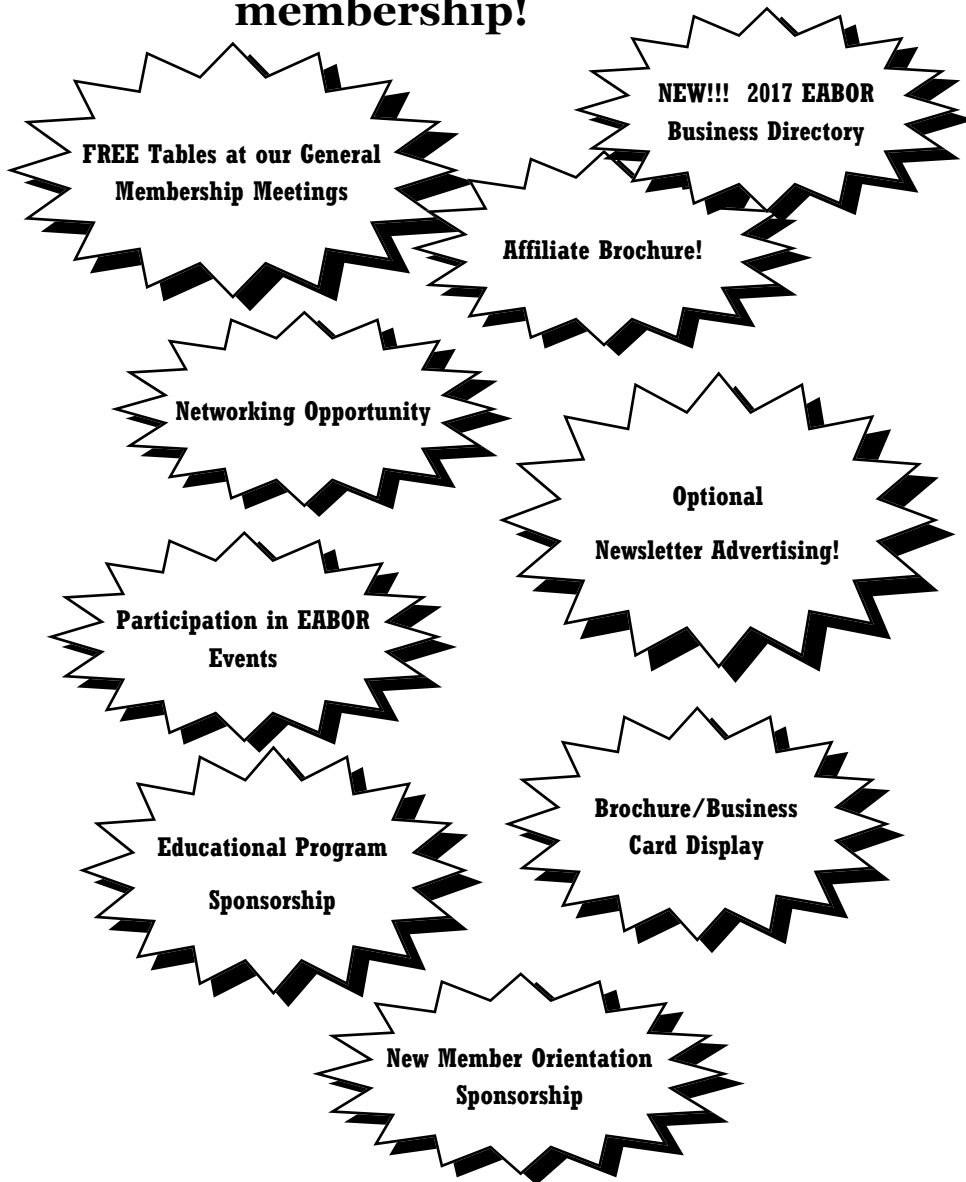 membership!
FREE Tables at our General
Membership Meetings
NEW!!!  2017 EABOR
Business Directory
Affiliate Brochure!
Networking Opportunity
Optional
Newsletter Advertising!
Participation in EABOR
Events
Brochure/Business
Card Display
Educational Program
Sponsorship
New Member Orientation
Sponsorship